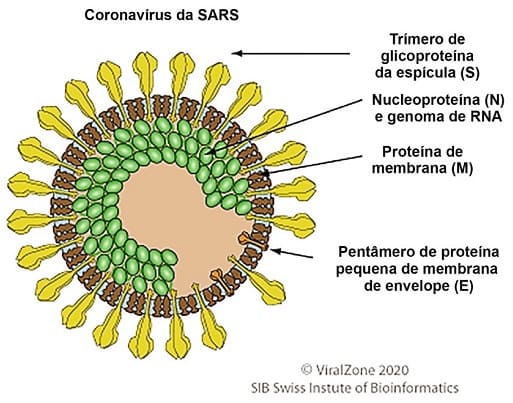 Coronavírus da SARS
Trímero de
glicoproteína
da espícula (S)
Nucleoproteína (N)
e genoma de RNA
Proteína de
membrana (M)
Pentâmero de proteína
pequena de membrana
de envelope (E)
© ViralZone 2020
SIB Swiss Instute of Bioinformatics